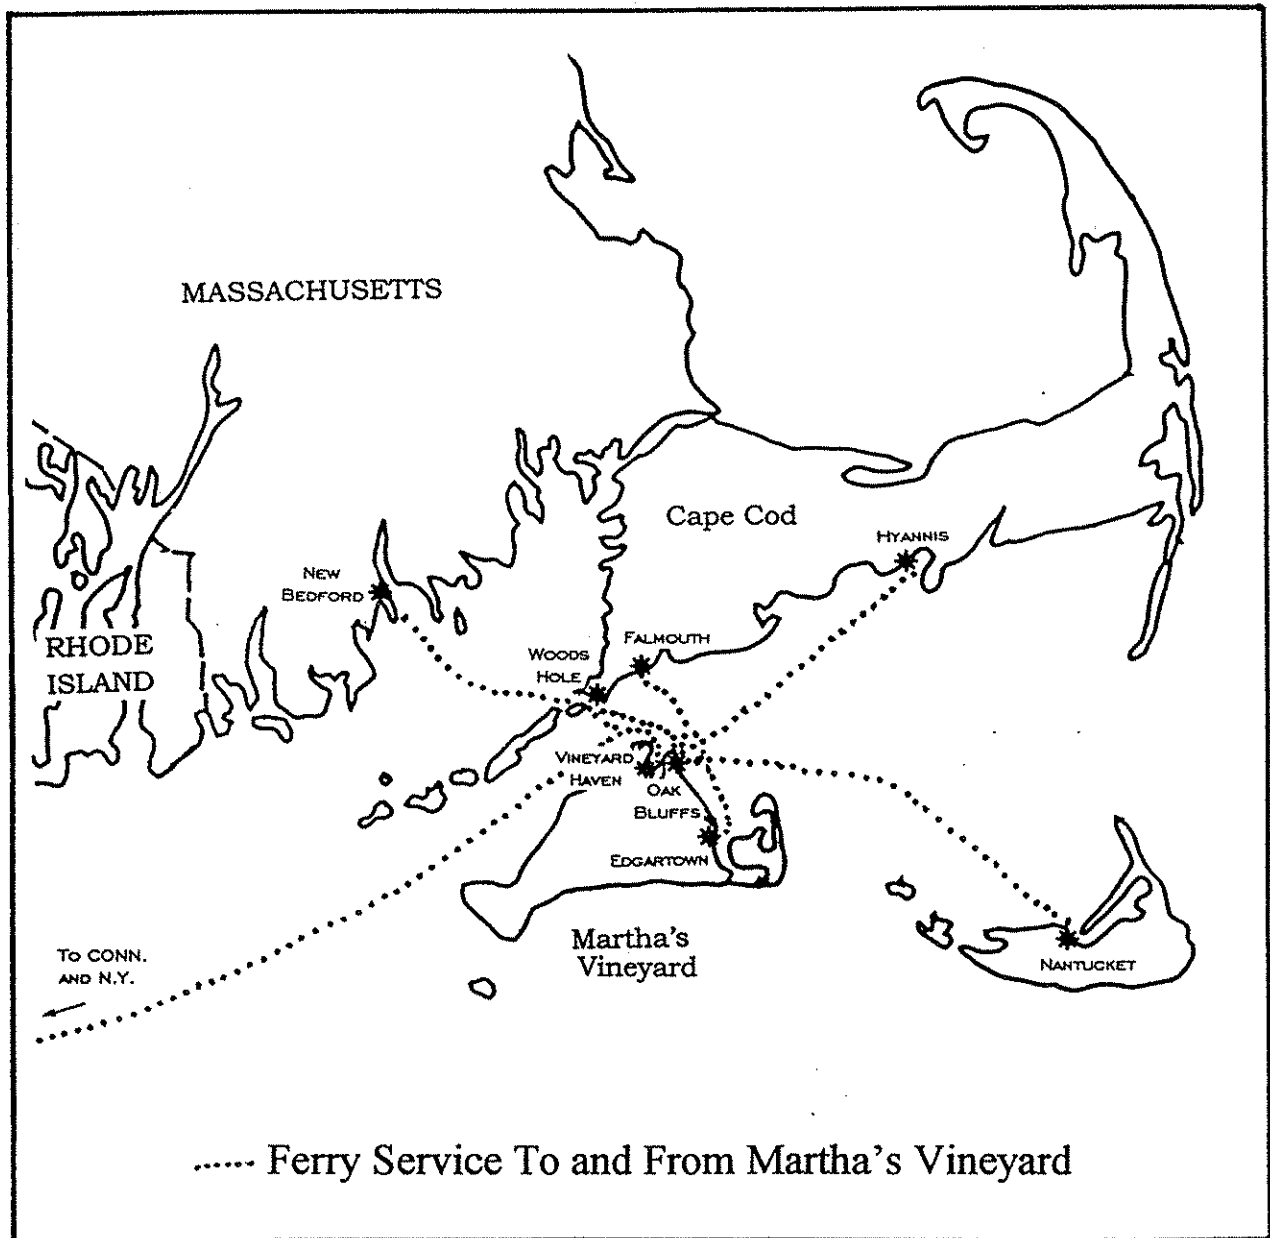 MASSACHUSETTS
Cape Cod
HYANNIS
NEW
BEDFORD
RHODE
ISLAND
FALMOUTH
WOODS
HOLE
VINEYARD
HAVEN
OAK
BLUFFS
EDGARTOWN
Martha's
Vineyard
NANTUCKET
TO CONN.
AND N.Y.
Ferry Service To and From Martha's Vineyard